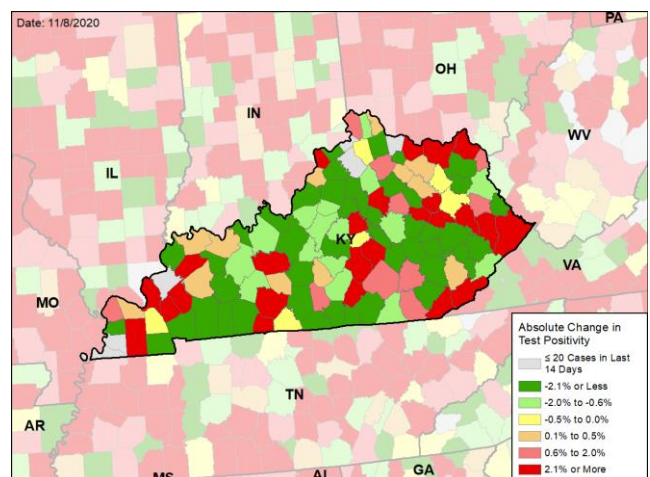 Date: 11/8/2020
PA
OH
IN
WV
IL
KY
VA
MO
TN
AR
MS
AL
GA
Absolute Change in
Test Positivity
≤ 20 Cases in Last
14 Days
-2.1% or Less
-2.0% to -0.6%
-0.5% to 0.0%
0.1% to 0.5%
0.6% to 2.0%
2.1% or More